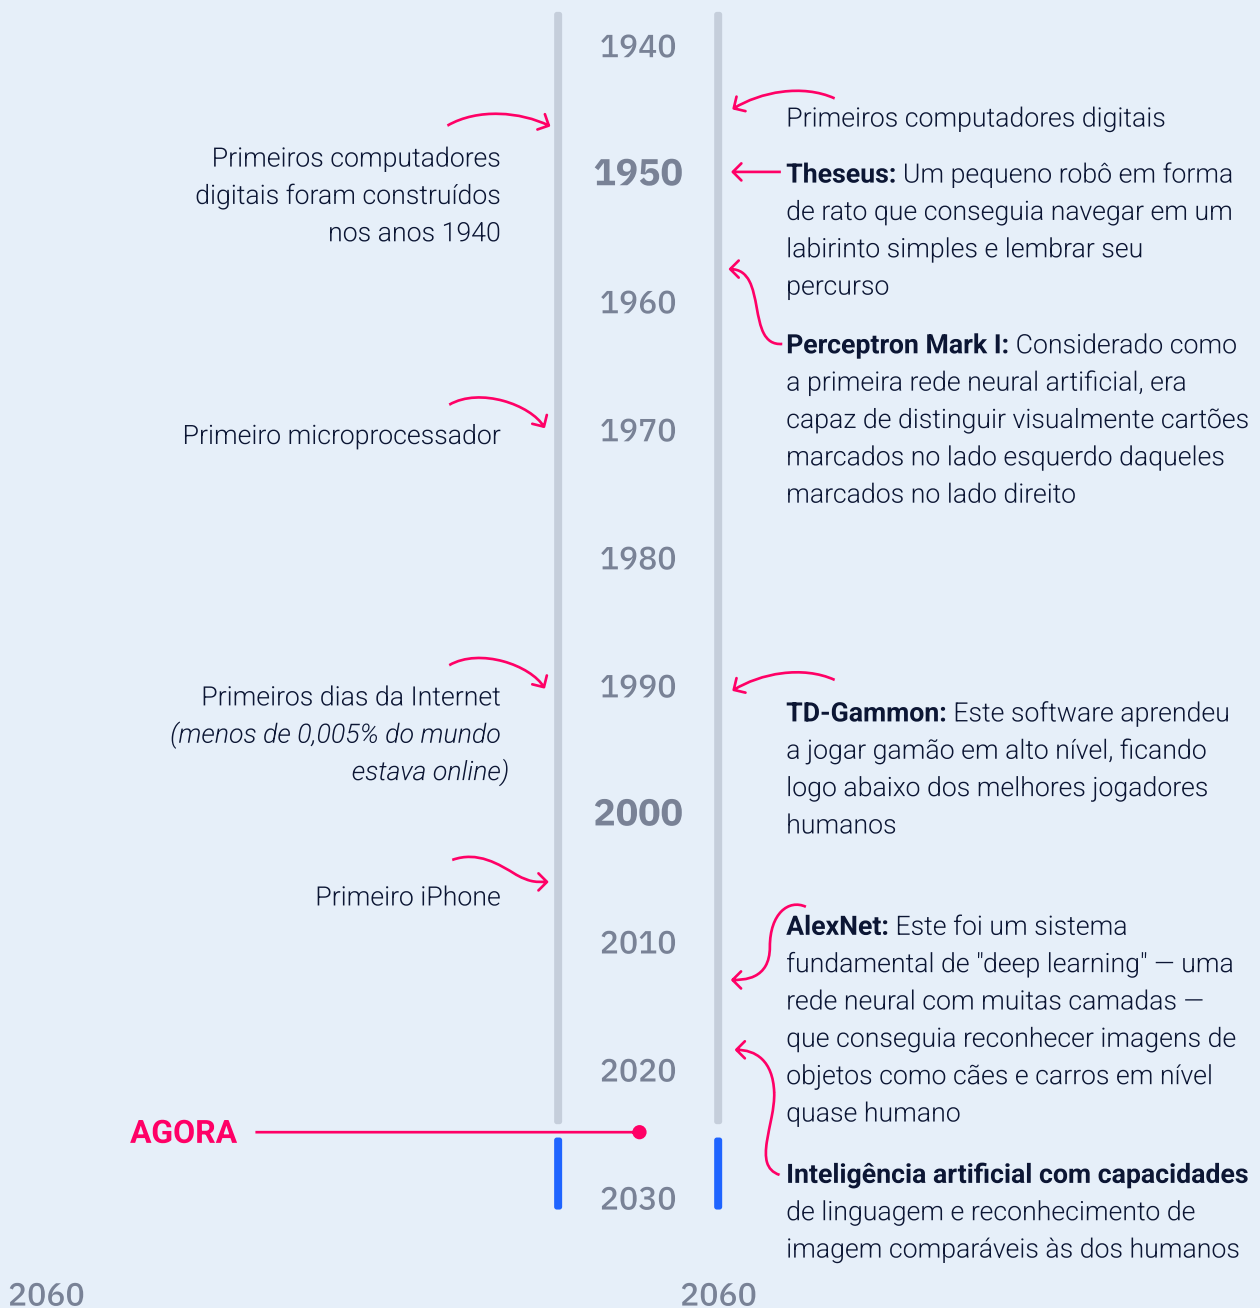 1940
Primeiros computadores digitais
Primeiros computadores
digitais foram construídos
nos anos 1940
1950
Theseus: Um pequeno robô em forma
de rato que conseguia navegar em um
labirinto simples e lembrar seu
percurso
1960
Perceptron Mark I: Considerado como
a primeira rede neural artificial, era
capaz de distinguir visualmente cartões
marcados no lado esquerdo daqueles
marcados no lado direito
Primeiro microprocessador
1970
1980
Primeiros dias da Internet
(menos de 0,005% do mundo
estava online)
1990
TD-Gammon: Este software aprendeu
a jogar gamão em alto nível, ficando
logo abaixo dos melhores jogadores
humanos
2000
Primeiro iPhone
2010
AlexNet: Este foi um sistema
fundamental de "deep learning" — uma
rede neural com muitas camadas —
que conseguia reconhecer imagens de
objetos como cães e carros em nível
quase humano
2020
AGORA
Inteligência artificial com capacidades
de linguagem e reconhecimento de
imagem comparáveis às dos humanos
2030
2060
2060